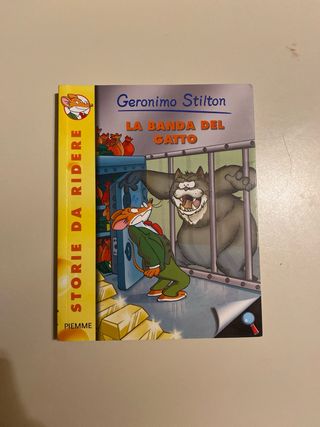 Geronimo Stilton
LA BANDA DEL
GATTO
STORIE DA RIDERE
PIEMME